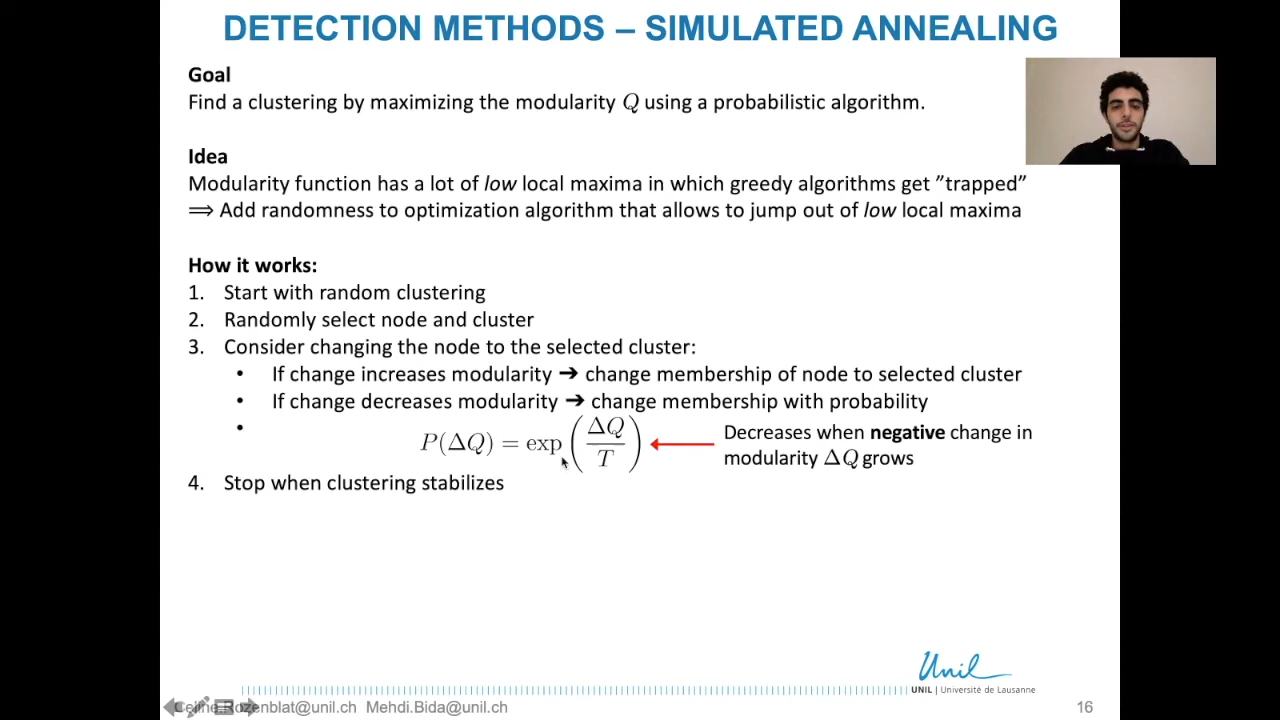 DETECTION METHODS – SIMULATED ANNEALING
Goal
Find a clustering by maximizing the modularity Q using a probabilistic algorithm.
Idea
Modularity function has a lot of low local maxima in which greedy algorithms get ”trapped”
⟹ Add randomness to optimization algorithm that allows to jump out of low local maxima
How it works:
1. Start with random clustering
2. Randomly select node and cluster
3. Consider changing the node to the selected cluster:
• If change increases modularity ➔ change membership of node to selected cluster
• If change decreases modularity ➔ change membership with probability
• P(ΔQ) = exp(ΔQ/T)
Decreases when negative change in
modularity ΔQ grows
4. Stop when clustering stabilizes
Unil
UNIL | Université de Lausanne
Celine.Rozenblat@unil.ch Mehdi.Bida@unil.ch
16